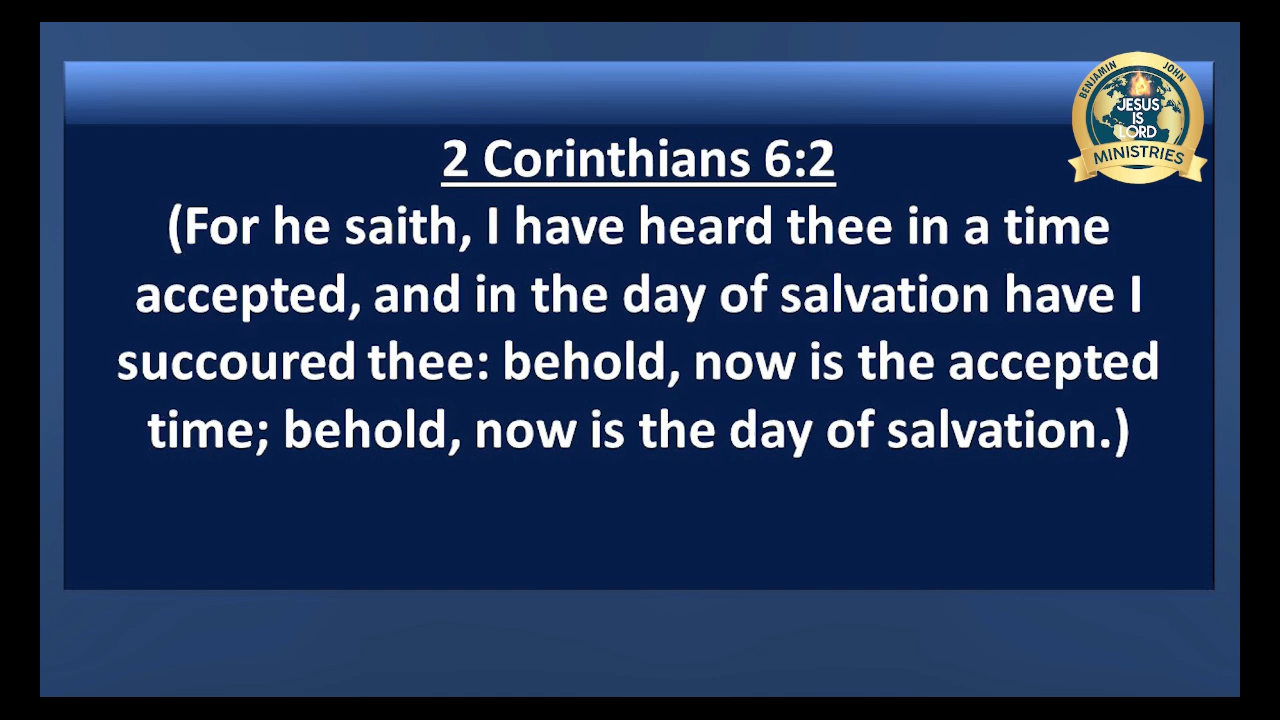 BENJAMIN JOHN
JESUS
IS
LORD
MINISTRIES
2 Corinthians 6:2
(For he saith, I have heard thee in a time
accepted, and in the day of salvation have I
succoured thee: behold, now is the accepted
time; behold, now is the day of salvation.)